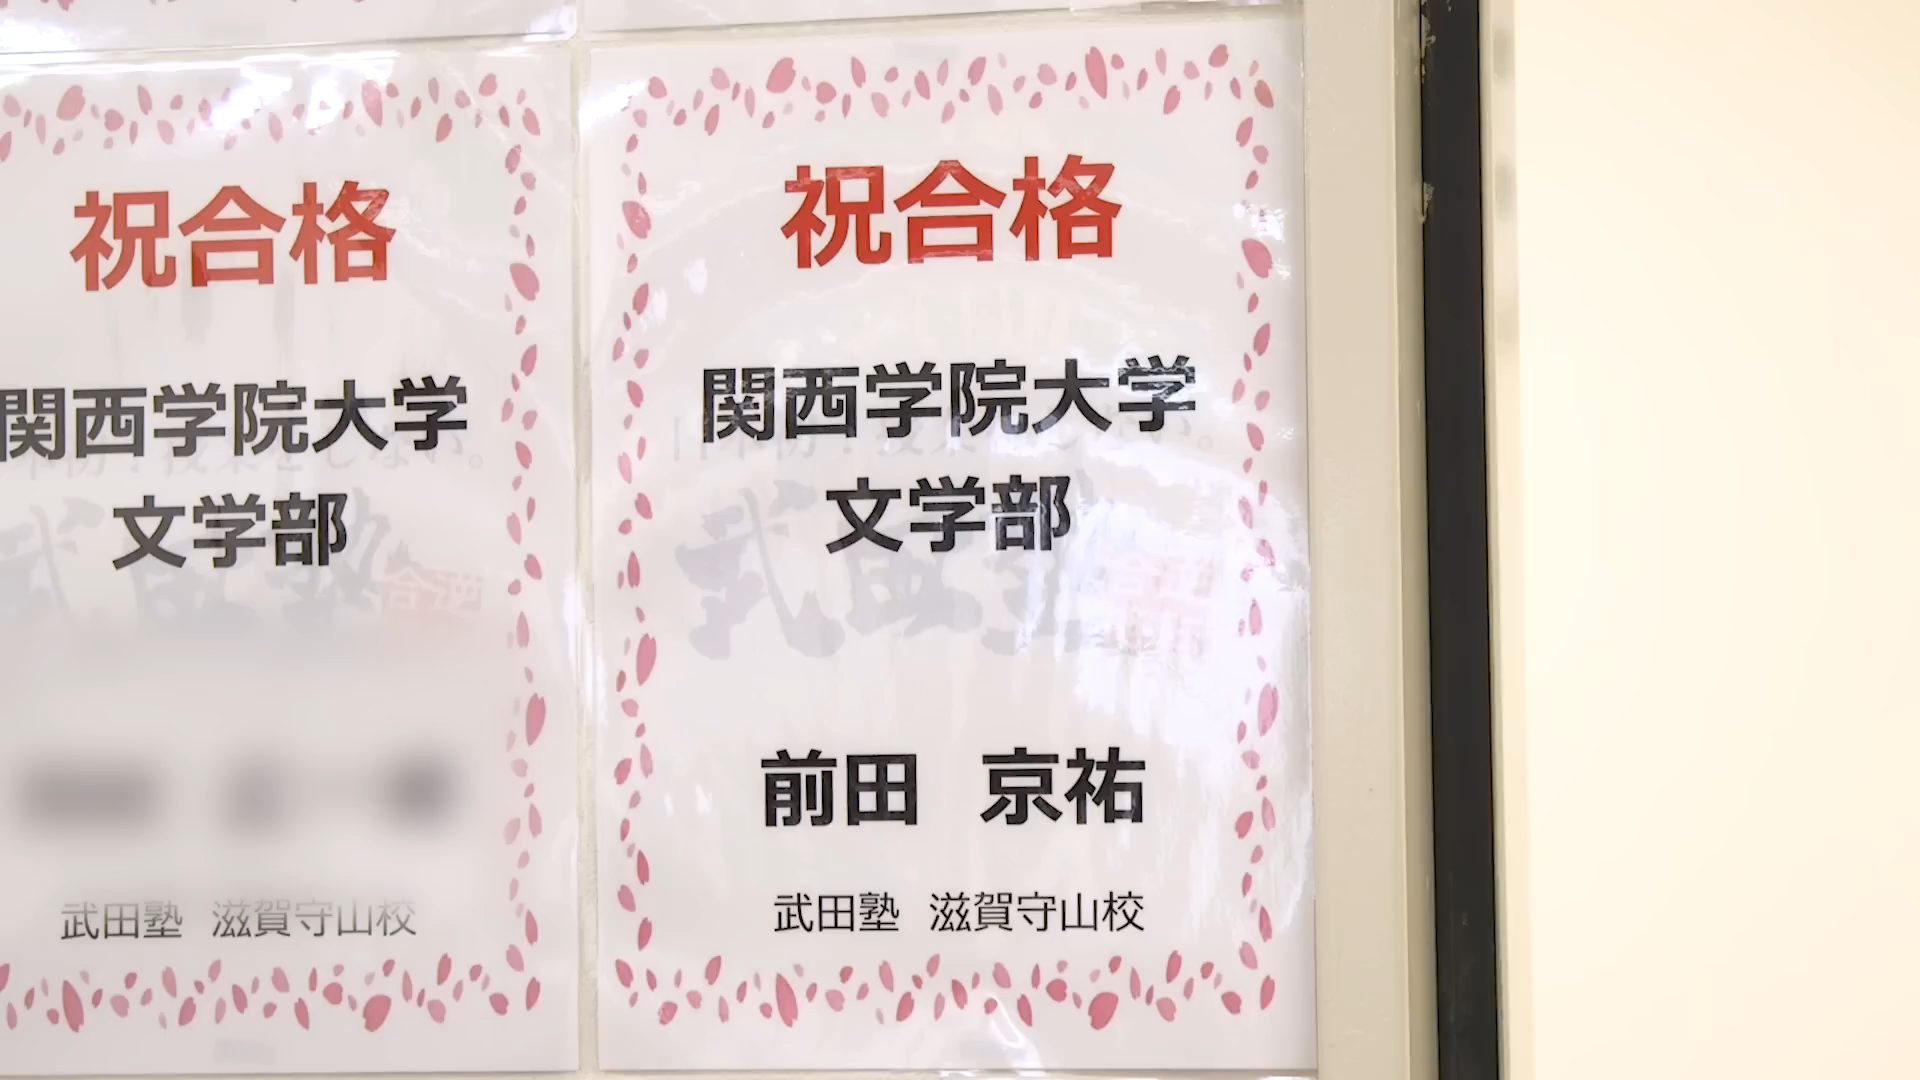 祝合格
関西学院大学
文学部
武田塾 滋賀守山校
祝合格
関西学院大学
文学部
前田 京祐
武田塾 滋賀守山校